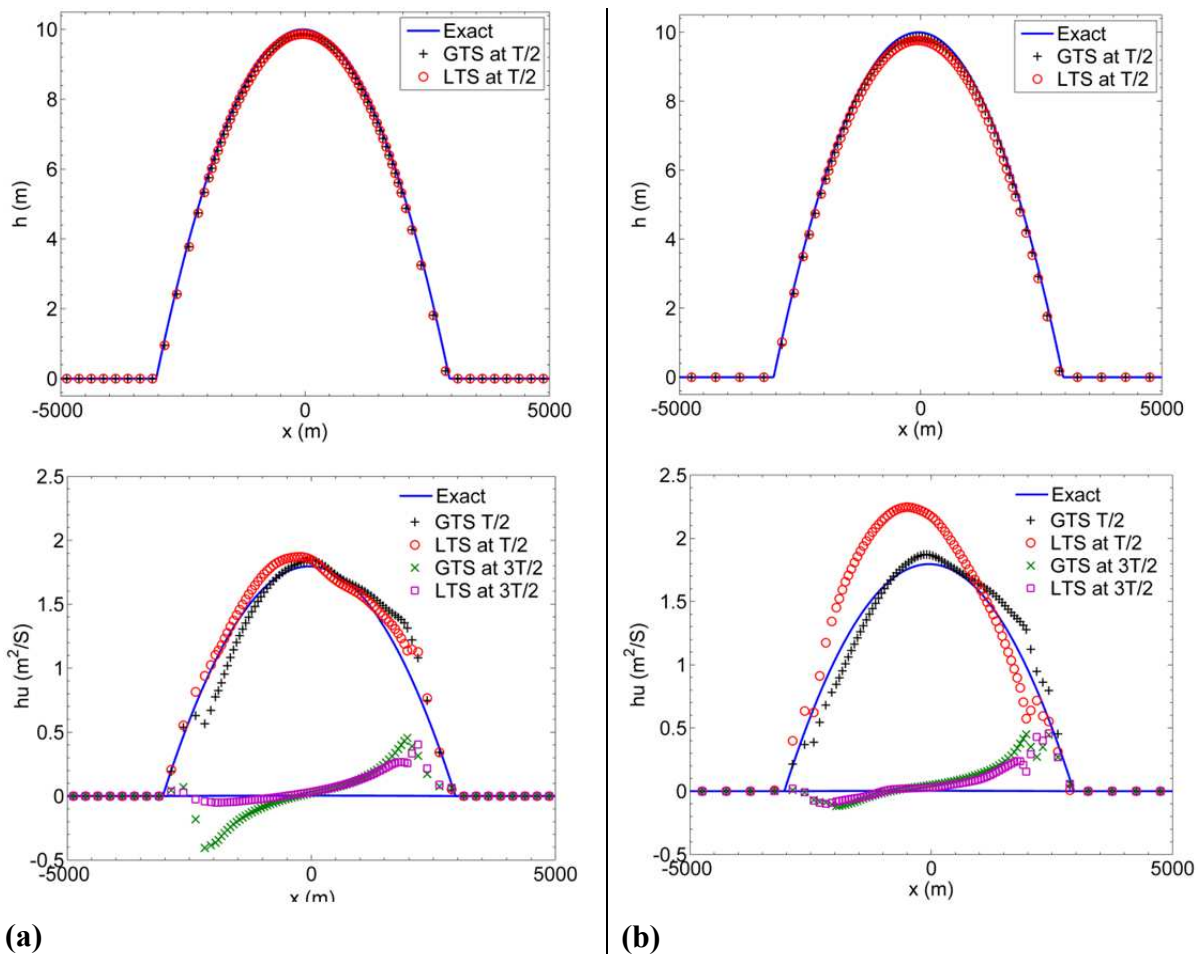 10
8
6
4
2
0
h (m)
-5000
0
5000
x (m)
Exact
GTS at T/2
LTS at T/2
10
8
6
4
2
0
h (m)
-5000
0
5000
x (m)
Exact
GTS at T/2
LTS at T/2
2.5
2
1.5
1
0.5
0
-0.5
hu (m²/S)
-5000
0
5000
x (m)
Exact
GTS T/2
LTS at T/2
GTS at 3T/2
LTS at 3T/2
(a)
2.5
2
1.5
1
0.5
0
-0.5
hu (m²/S)
-5000
0
5000
x (m)
Exact
GTS T/2
LTS at T/2
GTS at 3T/2
LTS at 3T/2
(b)